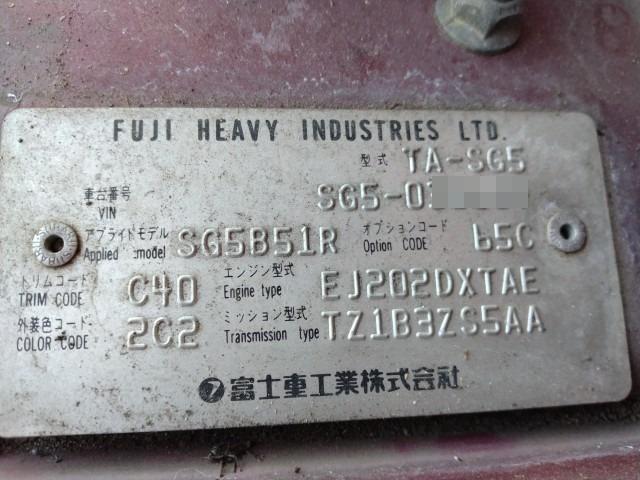 FUJI HEAVY INDUSTRIES LTD.
型式 TA-SG5
車台番号 VIN SG5-0
アプライドモデル Applied model SG5B51R オプションコード Option CODE 65C
トリムコード TRIM CODE C40 エンジン型式 Engine type EJ202DXTAE
外装色コード COLOR CODE 2C2 ミッション型式 Transmission type TZ1B3ZS5AA
富士重工業株式会社